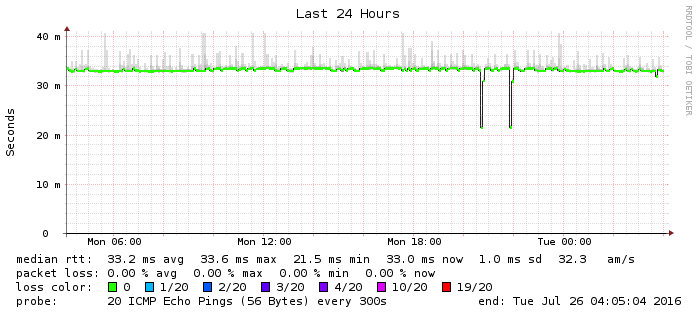 Last 24 Hours
RRDTOOL / TOBI OETIKER
Seconds
40 m
30 m
20 m
10 m
0
Mon 06:00 Mon 12:00 Mon 18:00 Tue 00:00
median rtt: 33.2 ms avg 33.6 ms max 21.5 ms min 33.0 ms now 1.0 ms sd 32.3 am/s
packet loss: 0.00 % avg 0.00 % max 0.00 % min 0.00 % now
loss color: 0 1/20 2/20 3/20 4/20 10/20 19/20
probe: 20 ICMP Echo Pings (56 Bytes) every 300s end: Tue Jul 26 04:05:04 2016